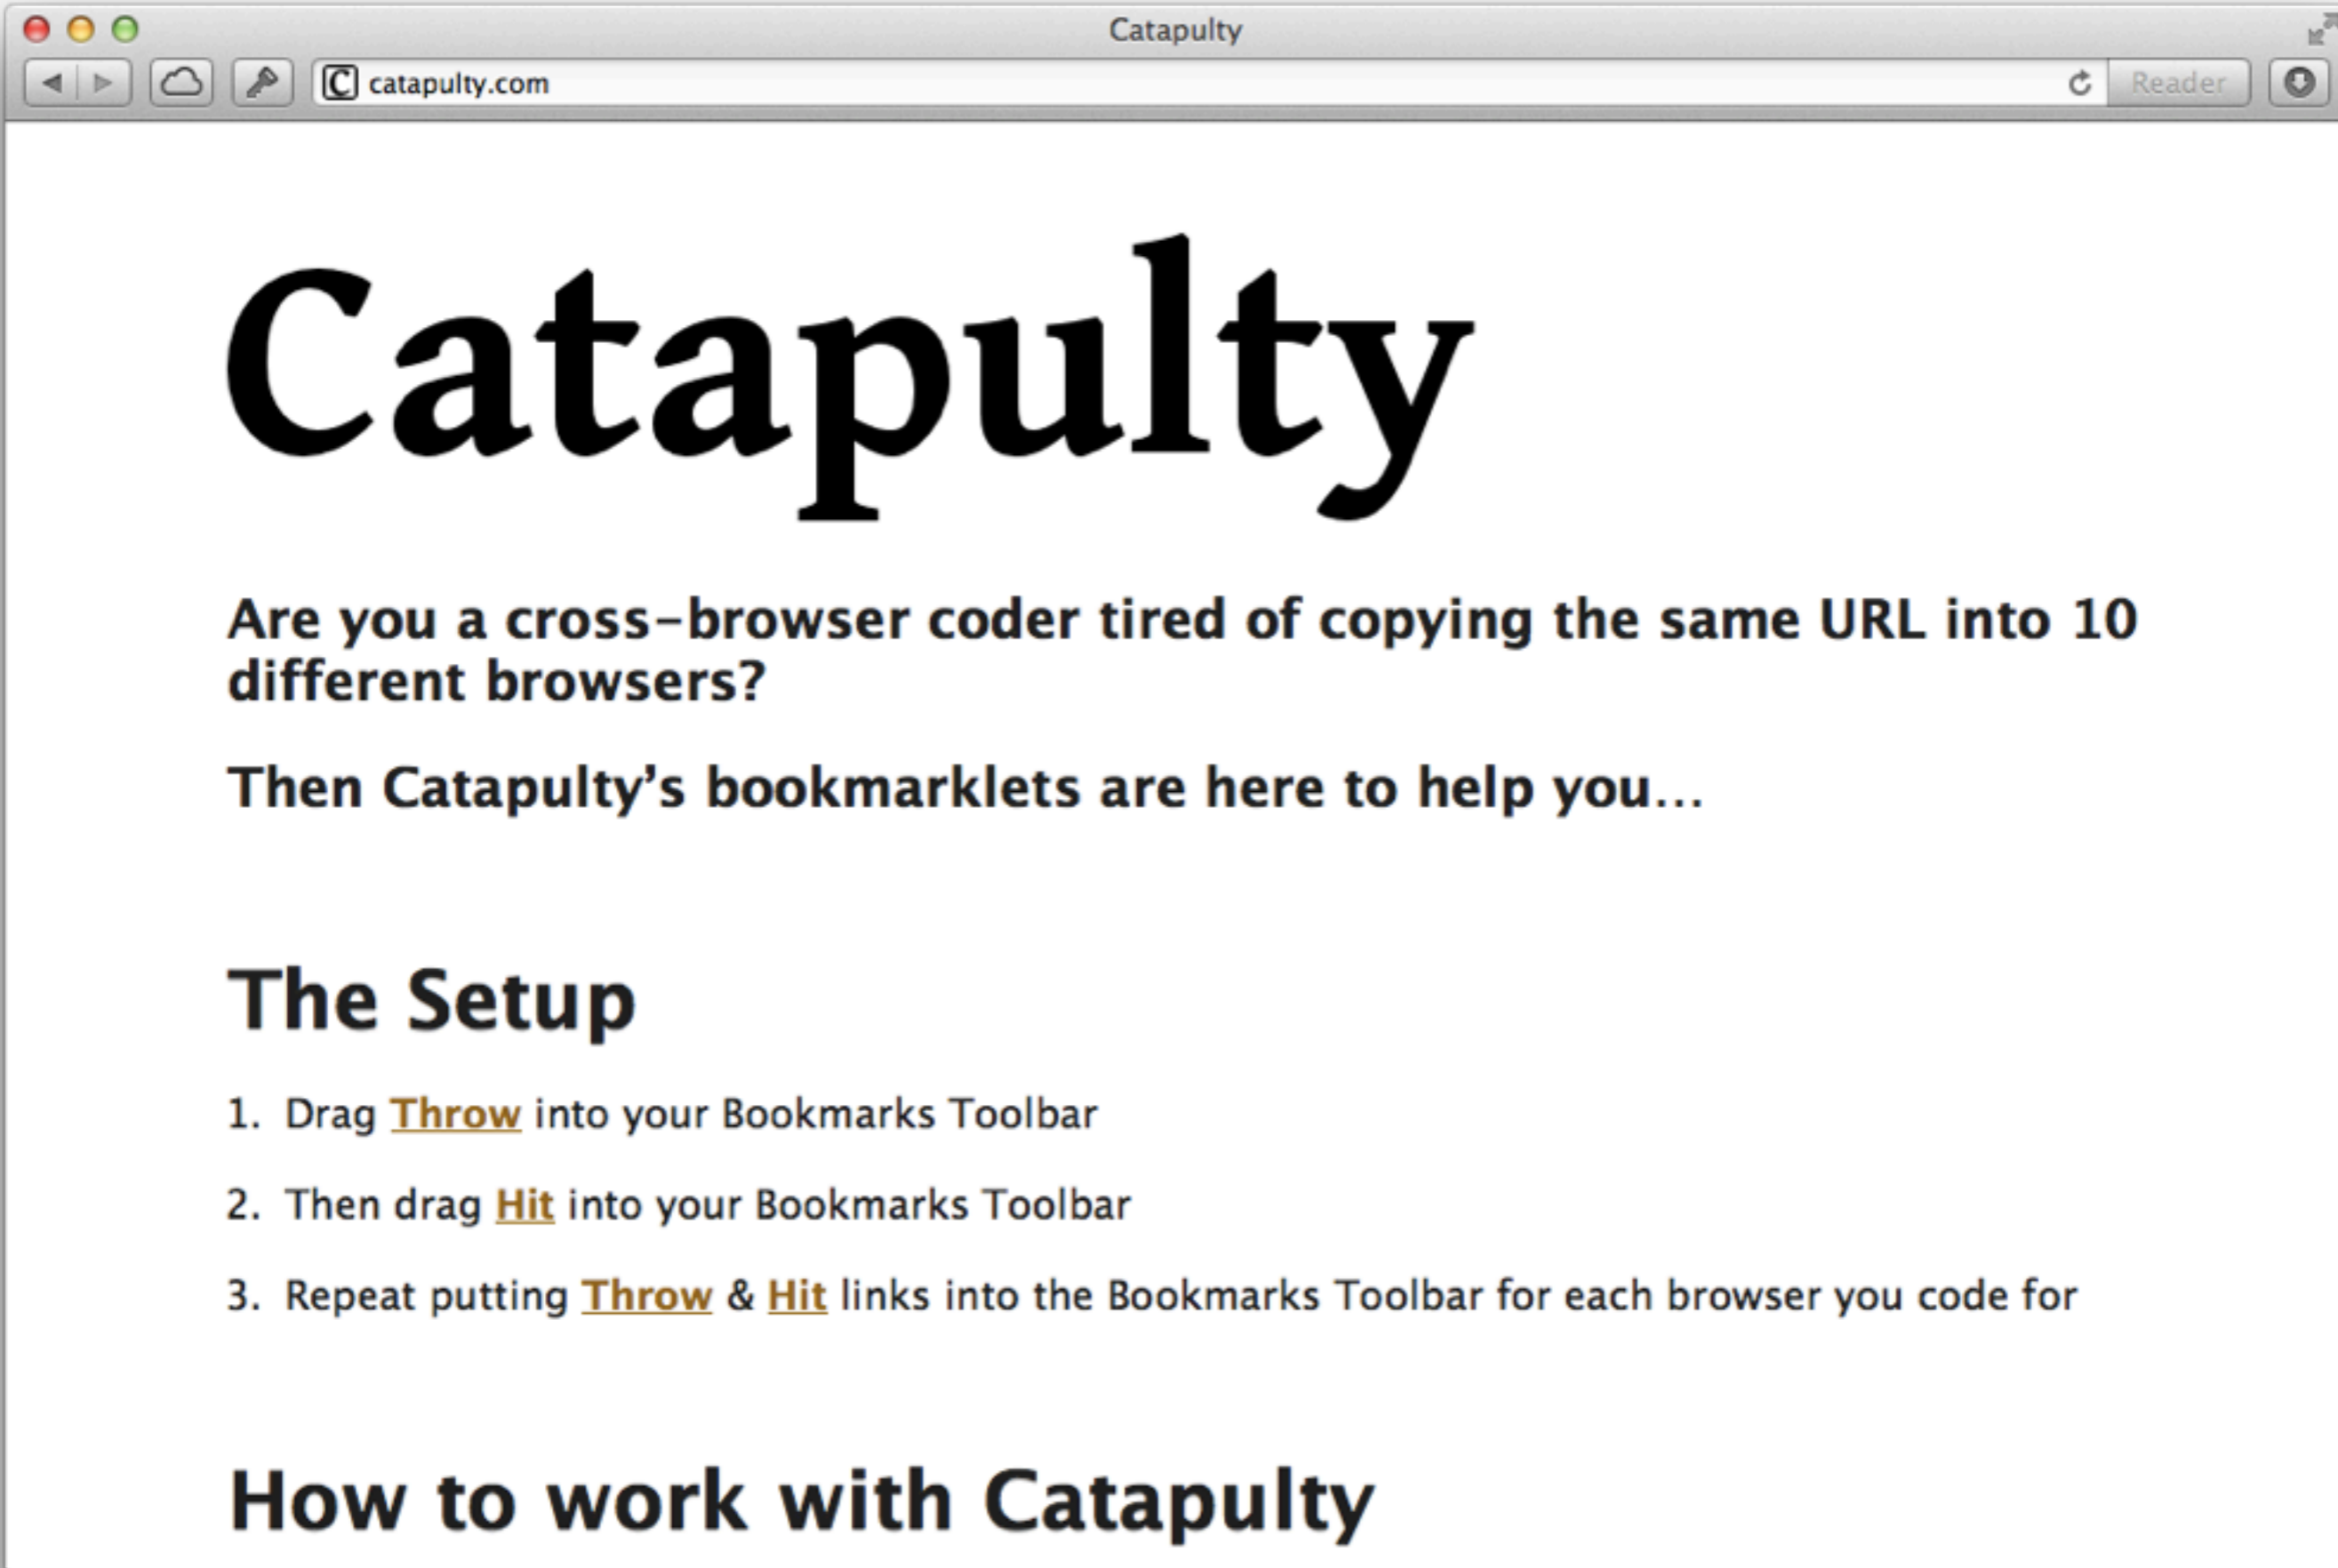 Catapulty
C catapulty.com Reader
Catapulty
Are you a cross-browser coder tired of copying the same URL into 10
different browsers?
Then Catapulty’s bookmarklets are here to help you…
The Setup
1. Drag Throw into your Bookmarks Toolbar
2. Then drag Hit into your Bookmarks Toolbar
3. Repeat putting Throw & Hit links into the Bookmarks Toolbar for each browser you code for
How to work with Catapulty